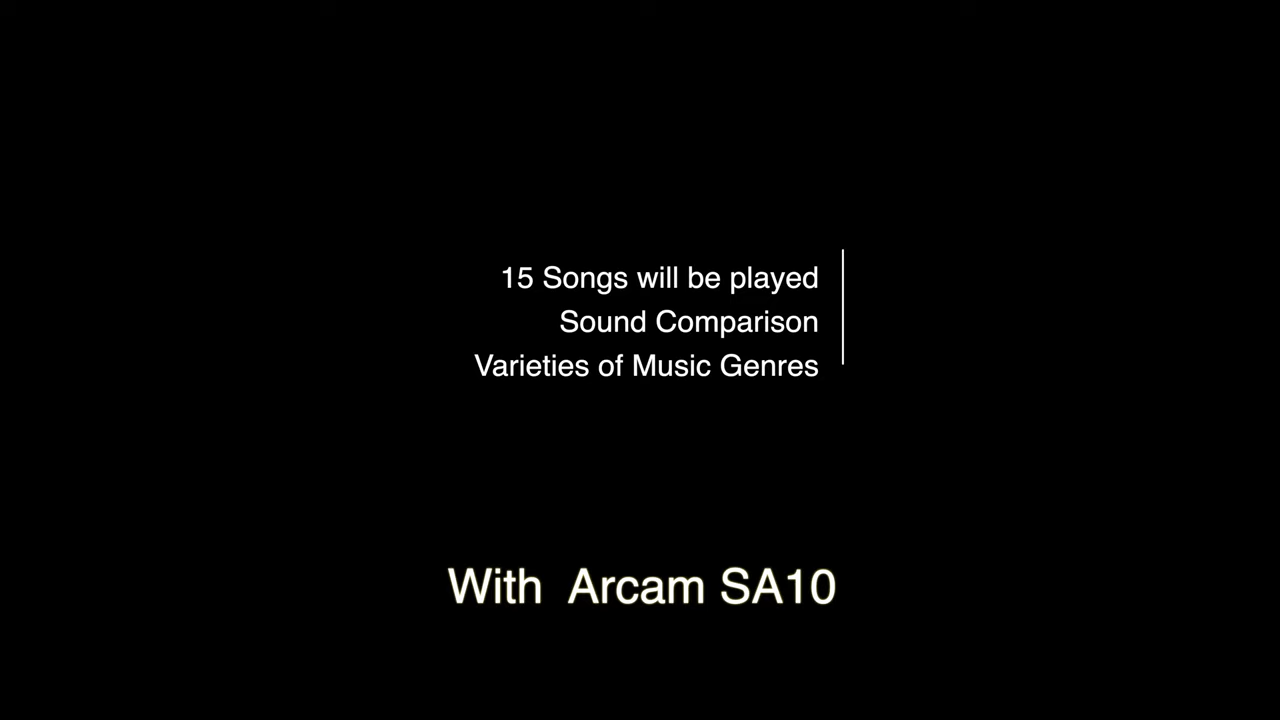 15 Songs will be played
Sound Comparison
Varieties of Music Genres
With Arcam SA10